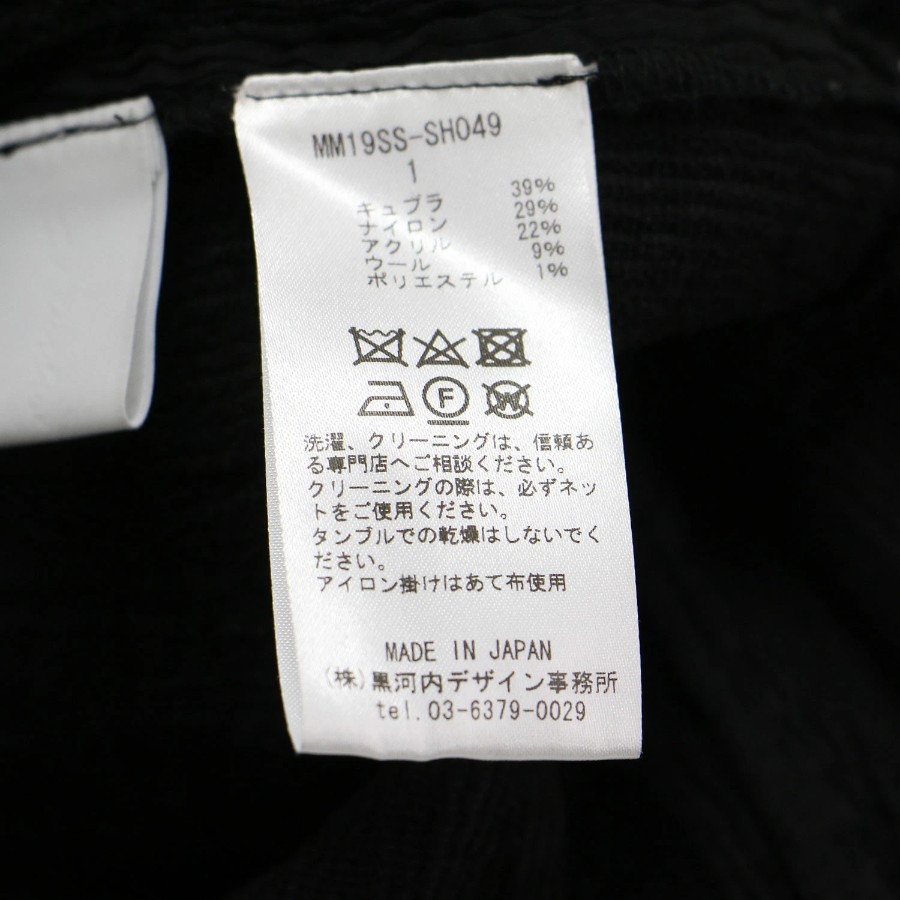 MM19SS-SH049
1
キュプラ 39%
ナイロン 29%
アクリル 22%
ウール 9%
ポリエステル 1%
F
W
洗濯、クリーニングは、信頼あ
る専門店へご相談ください。
クリーニングの際は、必ずネッ
トをご使用ください。
タンブルでの乾燥はしないでく
ださい。
アイロン掛けはあて布使用
MADE IN JAPAN
(株)黒河内デザイン事務所
tel. 03-6379-0029